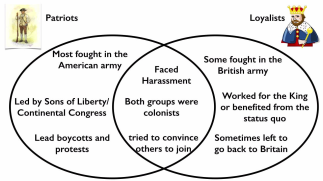 Patriots
Loyalists
Most fought in the
American army
Led by Sons of Liberty/
Continental Congress
Lead boycotts and
protests
Faced
Harassment
Both groups were
colonists
tried to convince
others to join
Some fought in the
British army
Worked for the King
or benefited from the
status quo
Sometimes left to
go back to Britain